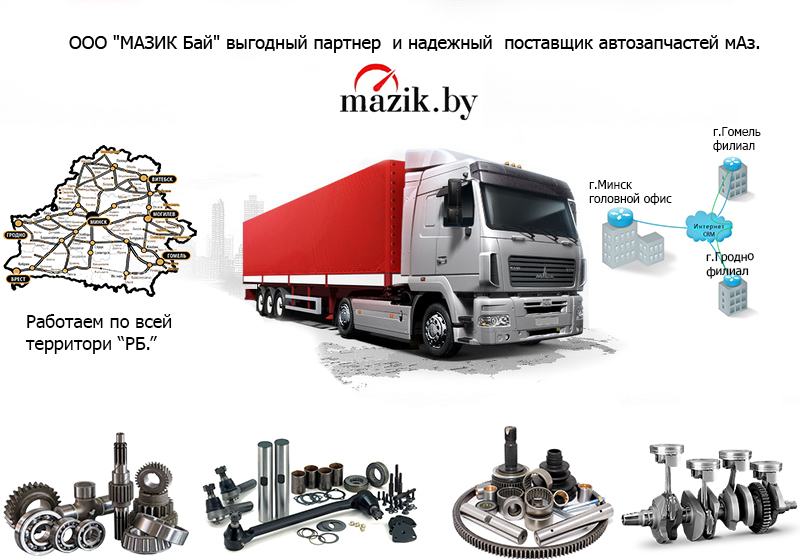 ООО "МАЗИК Бай" выгодный партнер и надежный поставщик автозапчастей мАз.
mazik.by
г.Гомель
филиал
г.Минск
головной офис
Интернет
CRM
г.Гродно
филиал
ВИТЕБСК
МОГИЛЕВ
МИНСК
ГРОДНО
ГОМЕЛЬ
БРЕСТ
Работаем по всей
территори “РБ.”